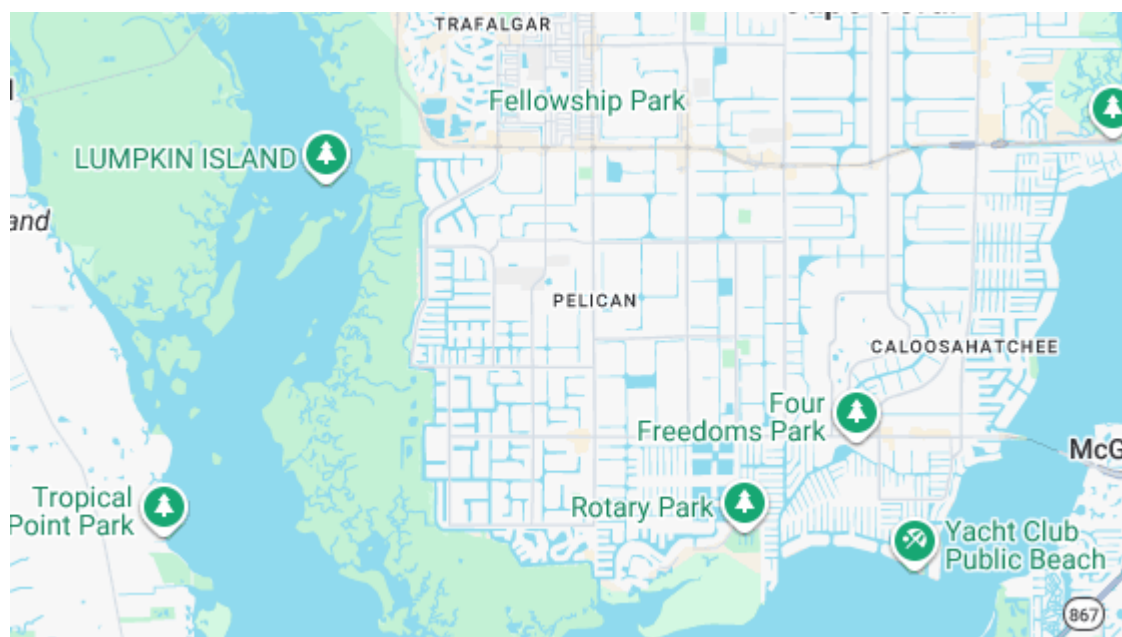 TRAFALGAR
Fellowship Park
LUMPKIN ISLAND
PELICAN
CALOOSAHATCHEE
Four
Freedoms Park
McG
Tropical
Point Park
Rotary Park
Yacht Club
Public Beach
867